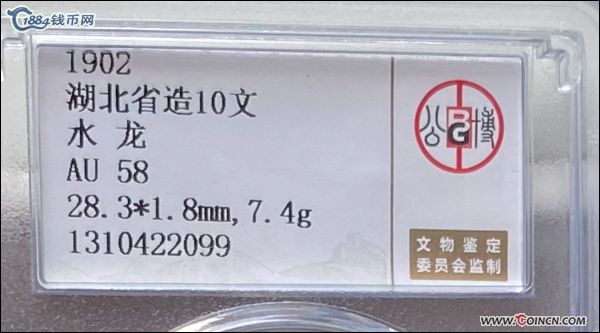 1884钱币网
1902
湖北省造10文
水 龙
AU 58
28.3*1.8mm,7.4g
1310422099
公 BG 博
文物鉴定
委员会监制
www.COINCN.com